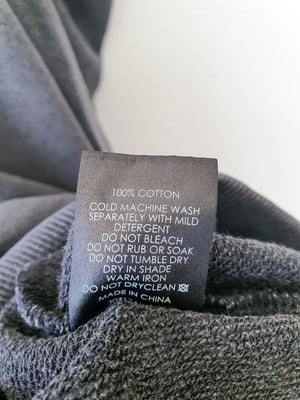 100% COTTON
COLD MACHINE WASH
SEPARATELY WITH MILD
DETERGENT
DO NOT BLEACH
DO NOT RUB OR SOAK
DO NOT TUMBLE DRY
DRY IN SHADE
WARM IRON
DO NOT DRYCLEAN
MADE IN CHINA